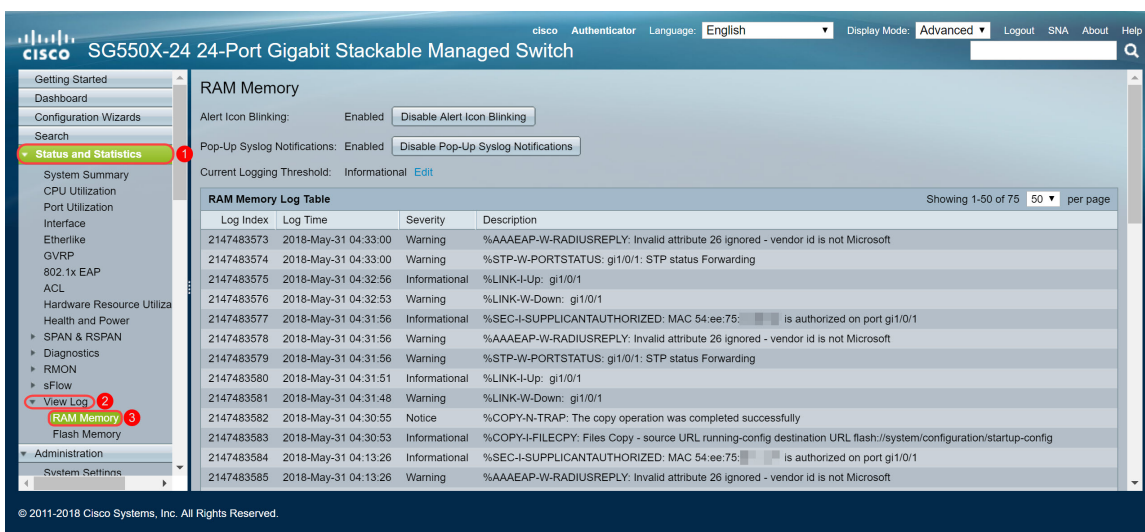 cisco Authenticator Language: English Display Mode: Advanced Logout SNA About Help
CISCO SG550X-24 24-Port Gigabit Stackable Managed Switch
Getting Started
Dashboard
Configuration Wizards
Search
Status and Statistics 1
System Summary
CPU Utilization
Port Utilization
Interface
Etherlike
GVRP
802.1x EAP
ACL
Hardware Resource Utiliza
Health and Power
SPAN & RSPAN
Diagnostics
RMON
sFlow
View Log 2
RAM Memory 3
Flash Memory
Administration
System Settings
RAM Memory
Alert Icon Blinking: Enabled Disable Alert Icon Blinking
Pop-Up Syslog Notifications: Enabled Disable Pop-Up Syslog Notifications
Current Logging Threshold: Informational Edit
RAM Memory Log Table Showing 1-50 of 75 50 per page
Log Index Log Time Severity Description
2147483573 2018-May-31 04:33:00 Warning %AAAEAP-W-RADIUSREPLY: Invalid attribute 26 ignored - vendor id is not Microsoft
2147483574 2018-May-31 04:33:00 Warning %STP-W-PORTSTATUS: gi1/0/1: STP status Forwarding
2147483575 2018-May-31 04:32:56 Informational %LINK-I-Up: gi1/0/1
2147483576 2018-May-31 04:32:53 Warning %LINK-W-Down: gi1/0/1
2147483577 2018-May-31 04:31:56 Informational %SEC-I-SUPPLICANTAUTHORIZED: MAC 54:ee:75: is authorized on port gi1/0/1
2147483578 2018-May-31 04:31:56 Warning %AAAEAP-W-RADIUSREPLY: Invalid attribute 26 ignored - vendor id is not Microsoft
2147483579 2018-May-31 04:31:56 Warning %STP-W-PORTSTATUS: gi1/0/1: STP status Forwarding
2147483580 2018-May-31 04:31:51 Informational %LINK-I-Up: gi1/0/1
2147483581 2018-May-31 04:31:48 Warning %LINK-W-Down: gi1/0/1
2147483582 2018-May-31 04:30:55 Notice %COPY-N-TRAP: The copy operation was completed successfully
2147483583 2018-May-31 04:30:53 Informational %COPY-I-FILECPY: Files Copy - source URL running-config destination URL flash://system/configuration/startup-config
2147483584 2018-May-31 04:13:26 Informational %SEC-I-SUPPLICANTAUTHORIZED: MAC 54:ee:75: is authorized on port gi1/0/1
2147483585 2018-May-31 04:13:26 Warning %AAAEAP-W-RADIUSREPLY: Invalid attribute 26 ignored - vendor id is not Microsoft
© 2011-2018 Cisco Systems, Inc. All Rights Reserved.